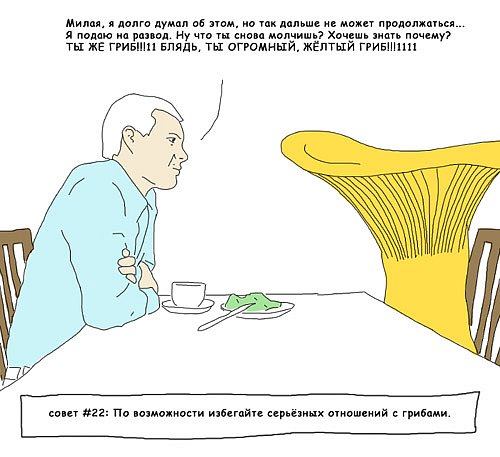 Милая, я долго думал об этом, но так дальше не может продолжаться...
Я подаю на развод. Ну что ты снова молчишь? Хочешь знать почему?
ТЫ ЖЕ ГРИБ!!!11 БЛЯДЬ, ТЫ ОГРОМНЫЙ, ЖЁЛТЫЙ ГРИБ!!!1111
совет #22: По возможности избегайте серьёзных отношений с грибами.